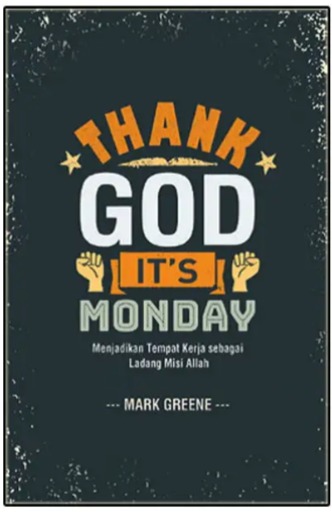 THANK
GOD
IT'S
MONDAY
Menjadikan Tempat Kerja sebagai
Ladang Misi Allah
--- MARK GREENE ---